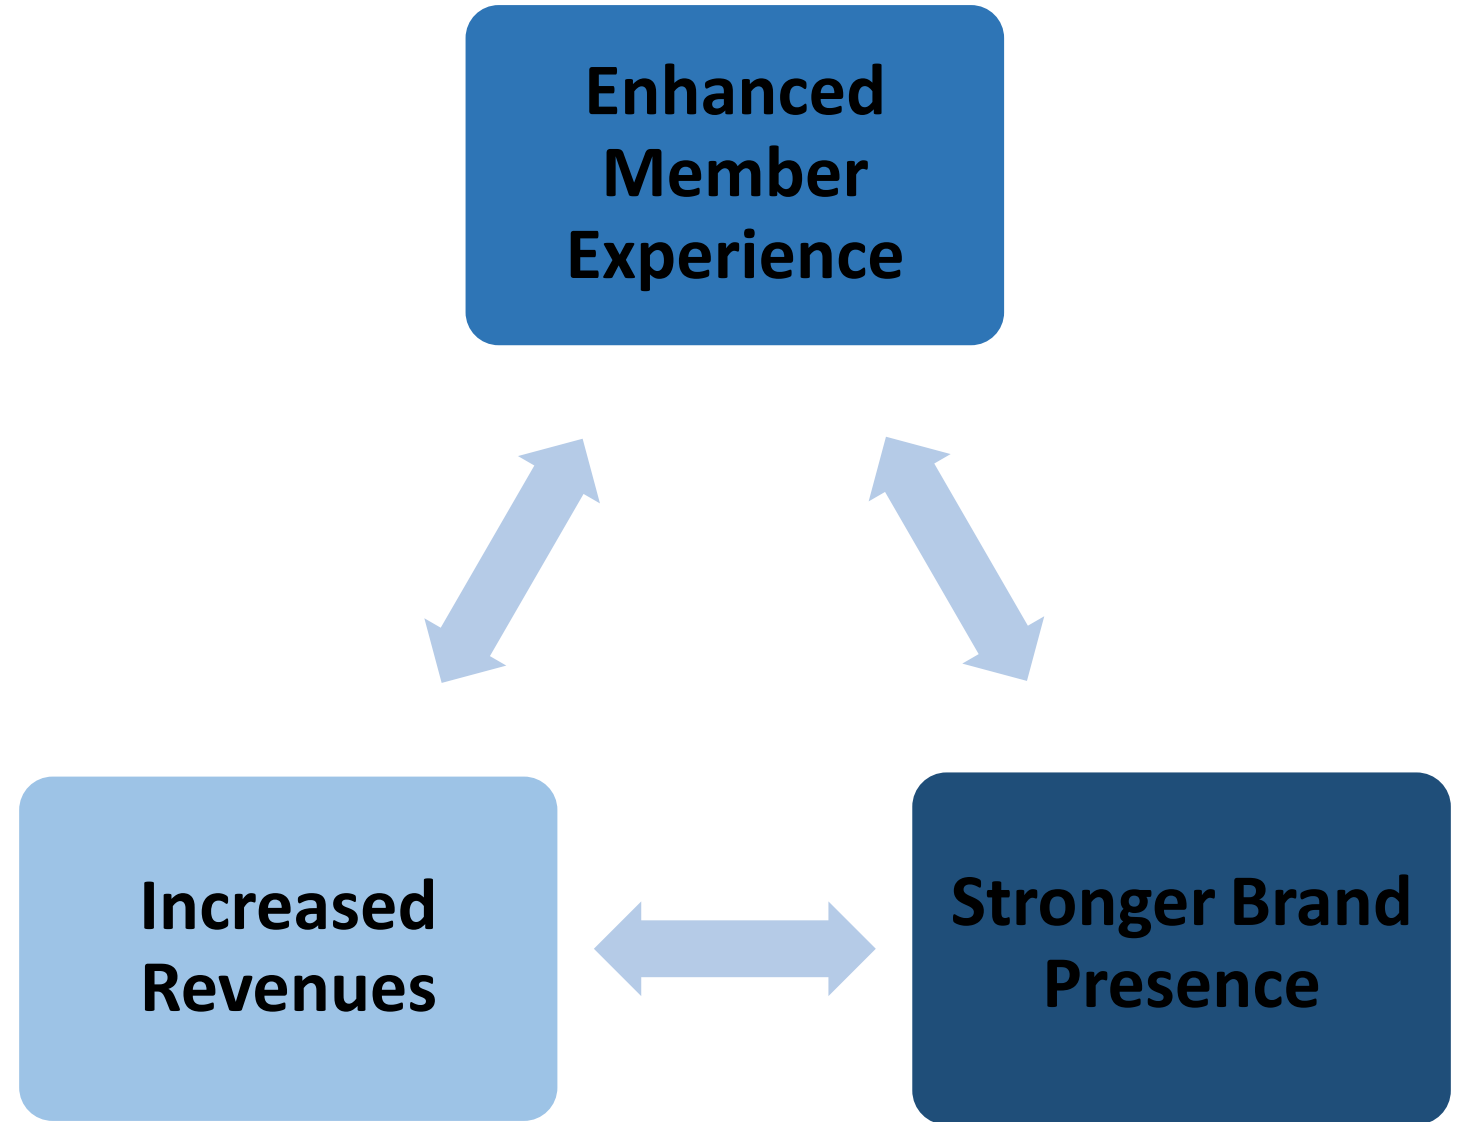 Enhanced
Member
Experience
Increased
Revenues
Stronger Brand
Presence